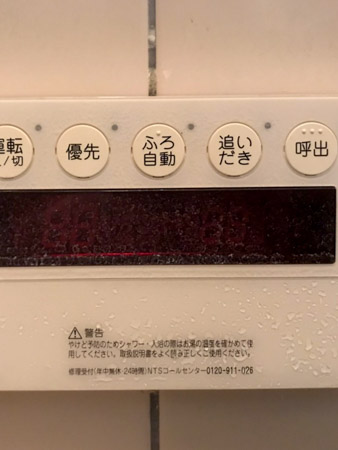 運転
入/切
優先
ふろ
自動
追い
だき
呼出
警告
やけど予防のためシャワー・入浴の際はお湯の温度を確かめて使
用してください。取扱説明書をよく読み正しくご使用ください。
修理受付(年中無休・24時間)NTSコールセンター0120-911-026